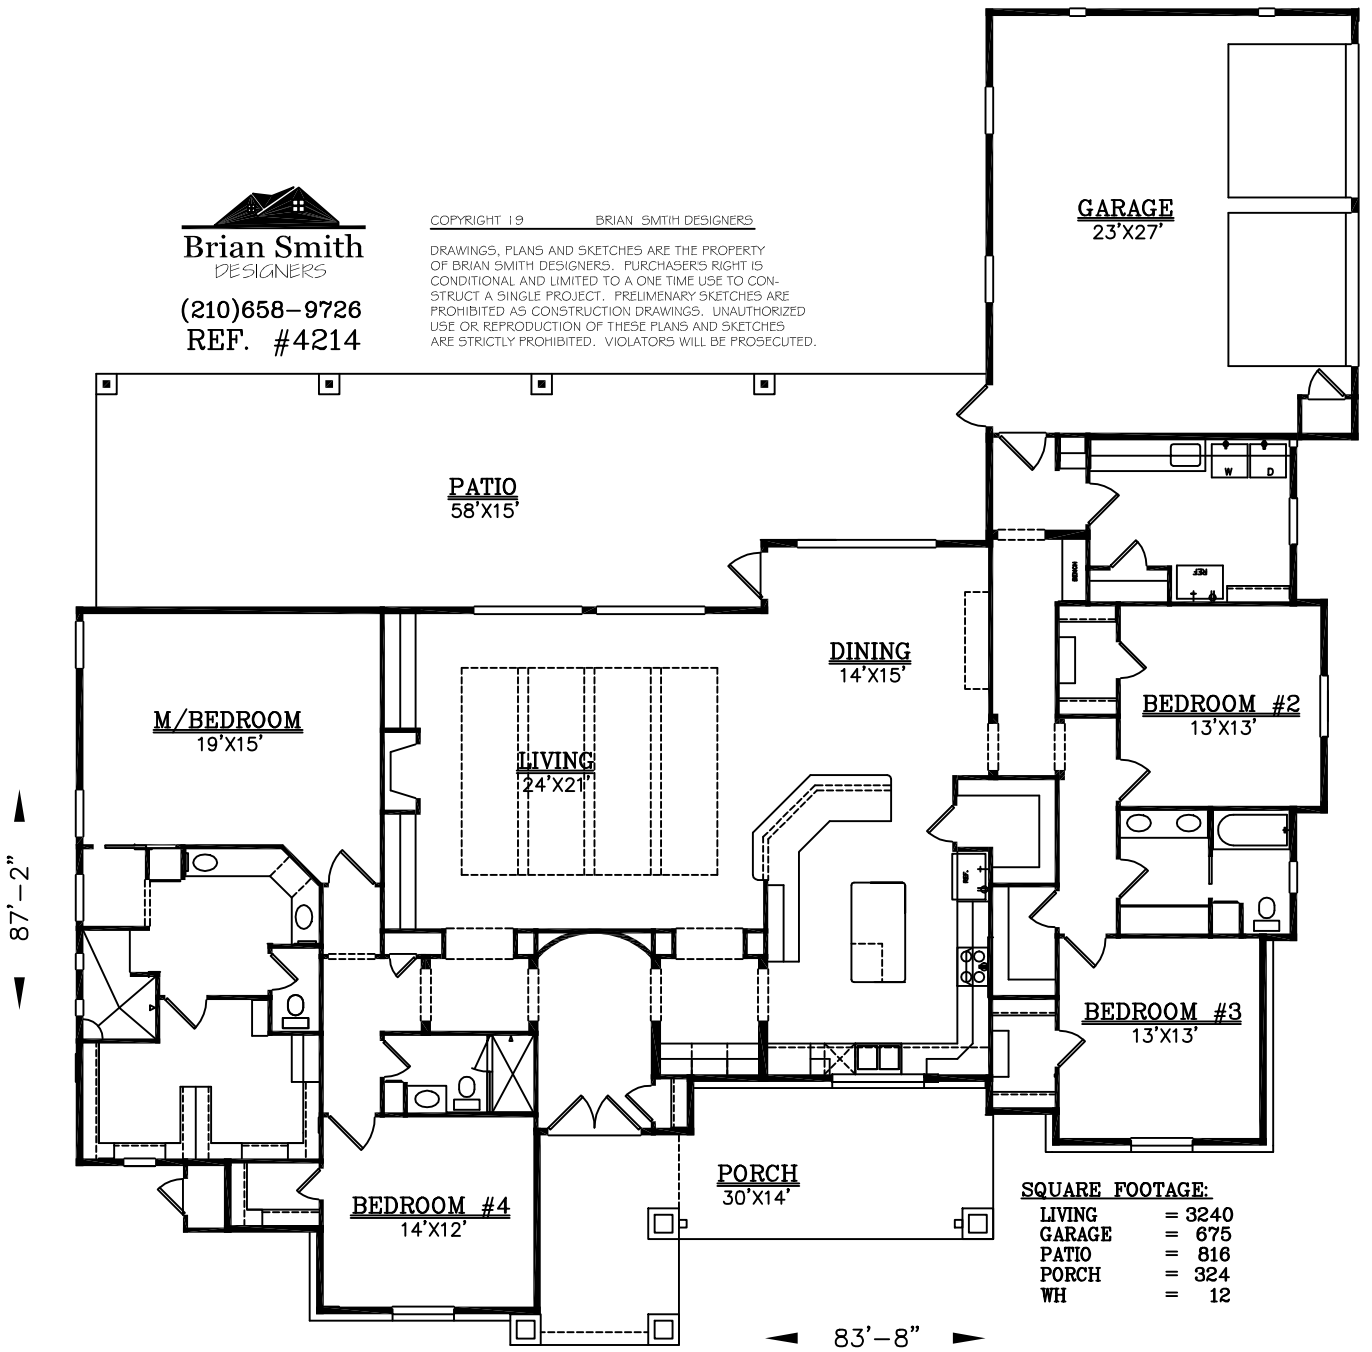 GARAGE
23'X27'
Brian Smith
DESIGNERS
(210)658-9726
REF. #4214
COPYRIGHT 19 BRIAN SMTIH DESIGNERS
DRAWINGS, PLANS AND SKETCHES ARE THE PROPERTY
OF BRIAN SMITH DESIGNERS. PURCHASERS RIGHT IS
CONDITIONAL AND LIMITED TO A ONE TIME USE TO CON-
STRUCT A SINGLE PROJECT. PRELIMENARY SKETCHES ARE
PROHIBITED AS CONSTRUCTION DRAWINGS. UNAUTHORIZED
USE OR REPRODUCTION OF THESE PLANS AND SKETCHES
ARE STRICTLY PROHIBITED. VIOLATORS WILL BE PROSECUTED.
W D
PATIO
58'X15'
BENCH
REF
DINING
14'X15'
BEDROOM #2
13'X13'
M/BEDROOM
19'X15'
LIVING
24'X21'
REF.
87'-2"
BEDROOM #3
13'X13'
PORCH
30'X14'
BEDROOM #4
14'X12'
SQUARE FOOTAGE:
LIVING = 3240
GARAGE = 675
PATIO = 816
PORCH = 324
WH = 12
83'-8"